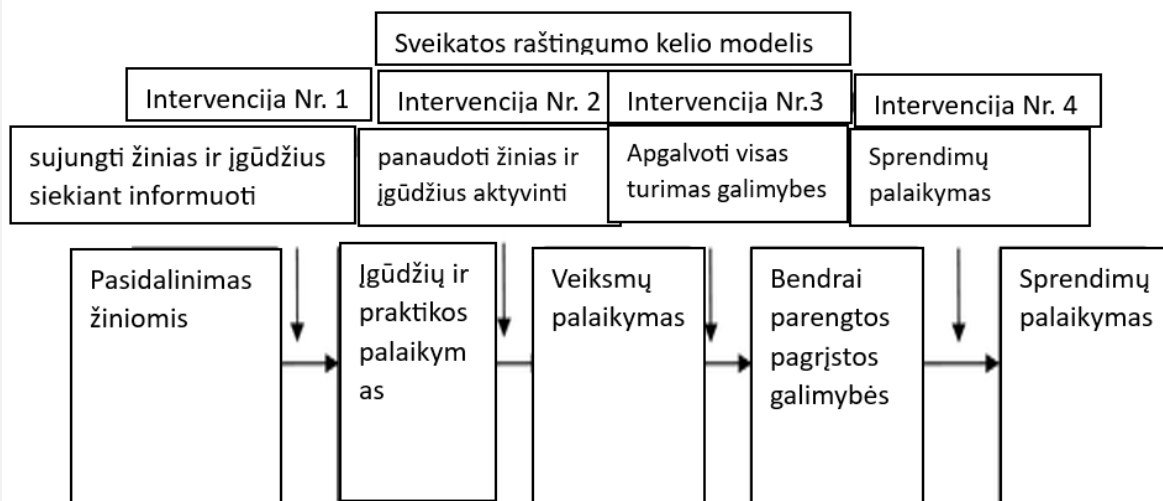 Sveikatos raštingumo kelio modelis
Intervencija Nr. 1
Intervencija Nr. 2
Intervencija Nr.3
Intervencija Nr. 4
sujungti žinias ir įgūdžius
siekiant informuoti
panaudoti žinias ir
įgūdžius aktyvinti
Apgalvoti visas
turimas galimybes
Sprendimų
palaikymas
Pasidalinimas
žiniomis
Įgūdžių ir
praktikos
palaikym
as
Veiksmų
palaikymas
Bendrai
parengtos
pagrįstos
galimybės
Sprendimų
palaikymas